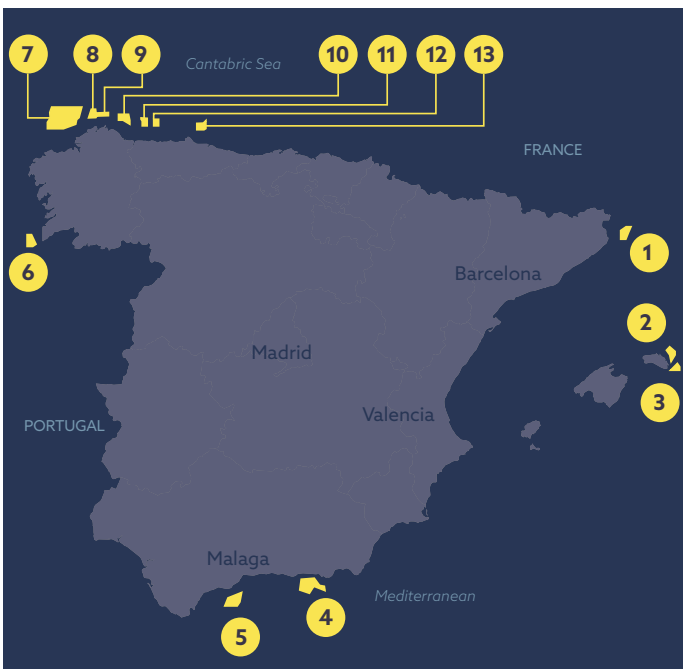 7
8
9
10
11
12
13
Cantabric Sea
FRANCE
6
1
Barcelona
2
Madrid
3
Valencia
PORTUGAL
Malaga
Mediterranean
4
5